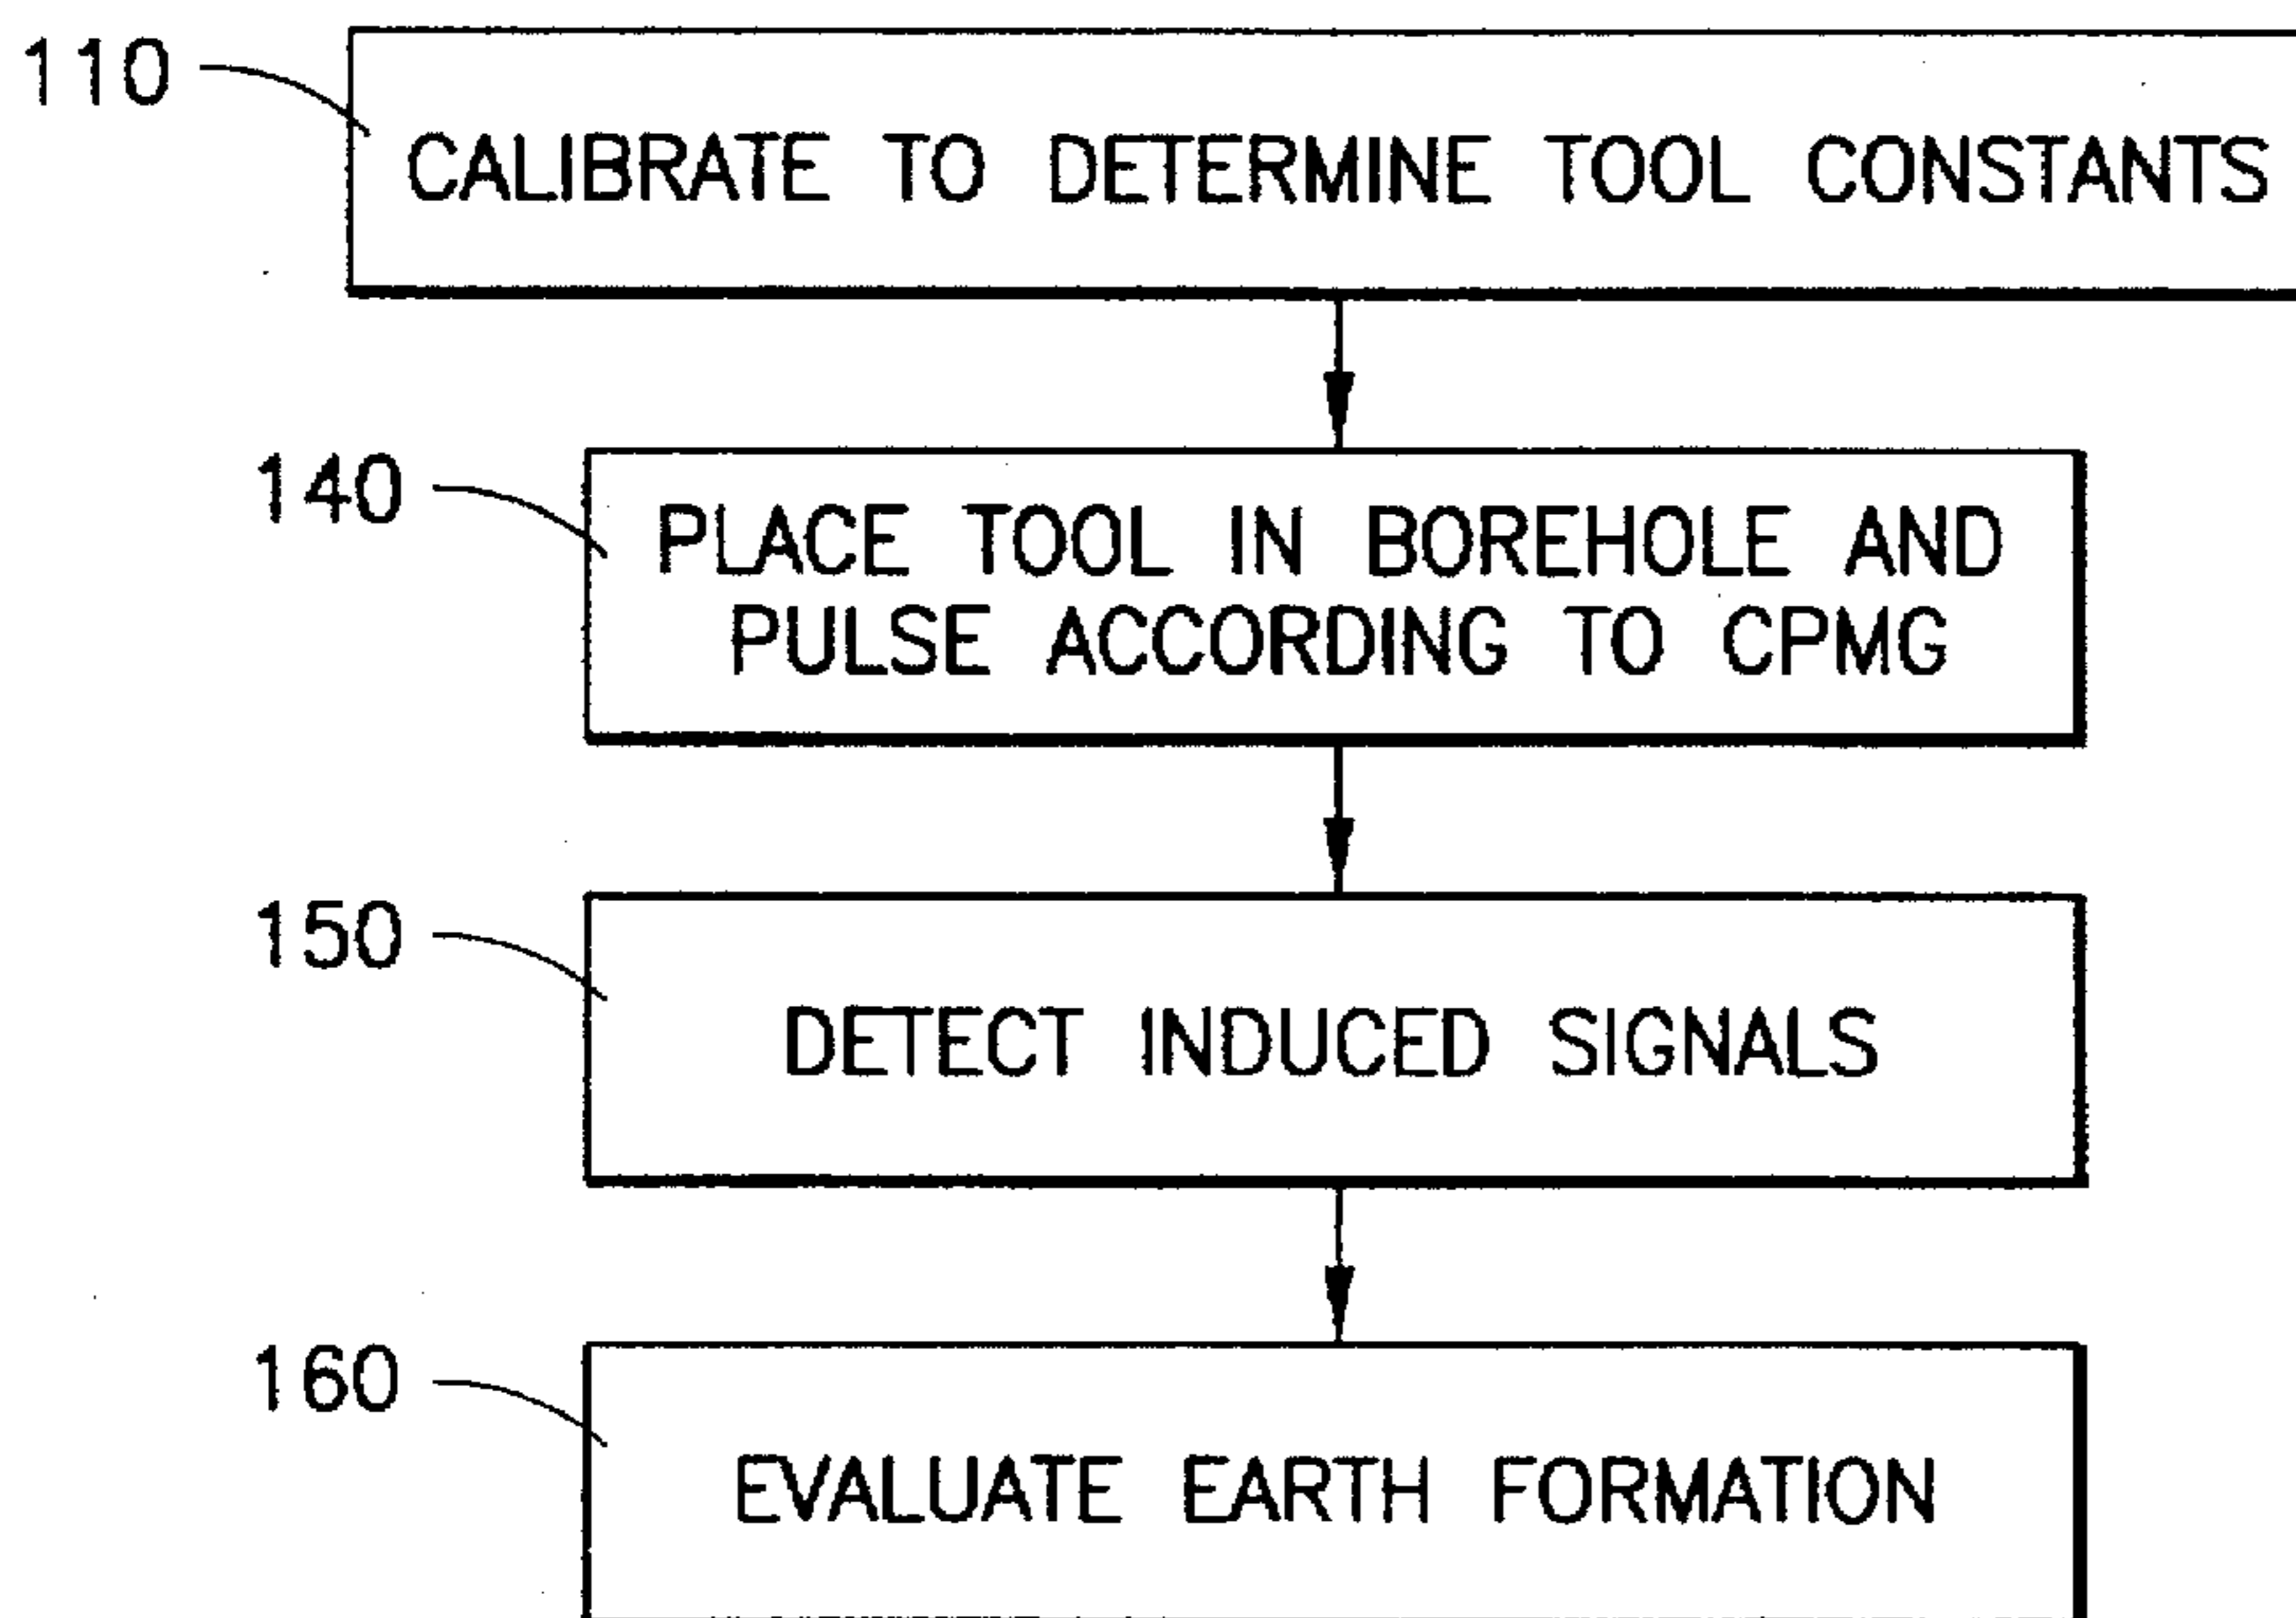 110
CALIBRATE TO DETERMINE TOOL CONSTANTS
140
PLACE TOOL IN BOREHOLE AND
PULSE ACCORDING TO CPMG
150
DETECT INDUCED SIGNALS
160
EVALUATE EARTH FORMATION